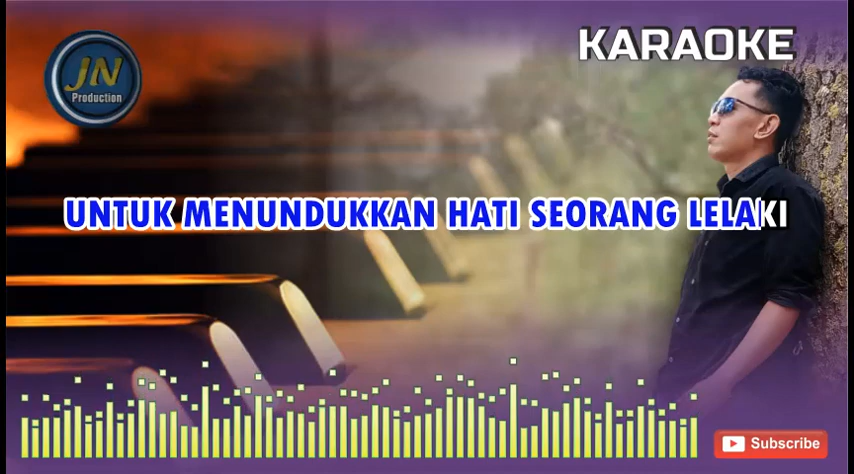 KARAOKE
JN
Production
UNTUK MENUNDUKKAN HATI SEORANG LELAKI
Subscribe